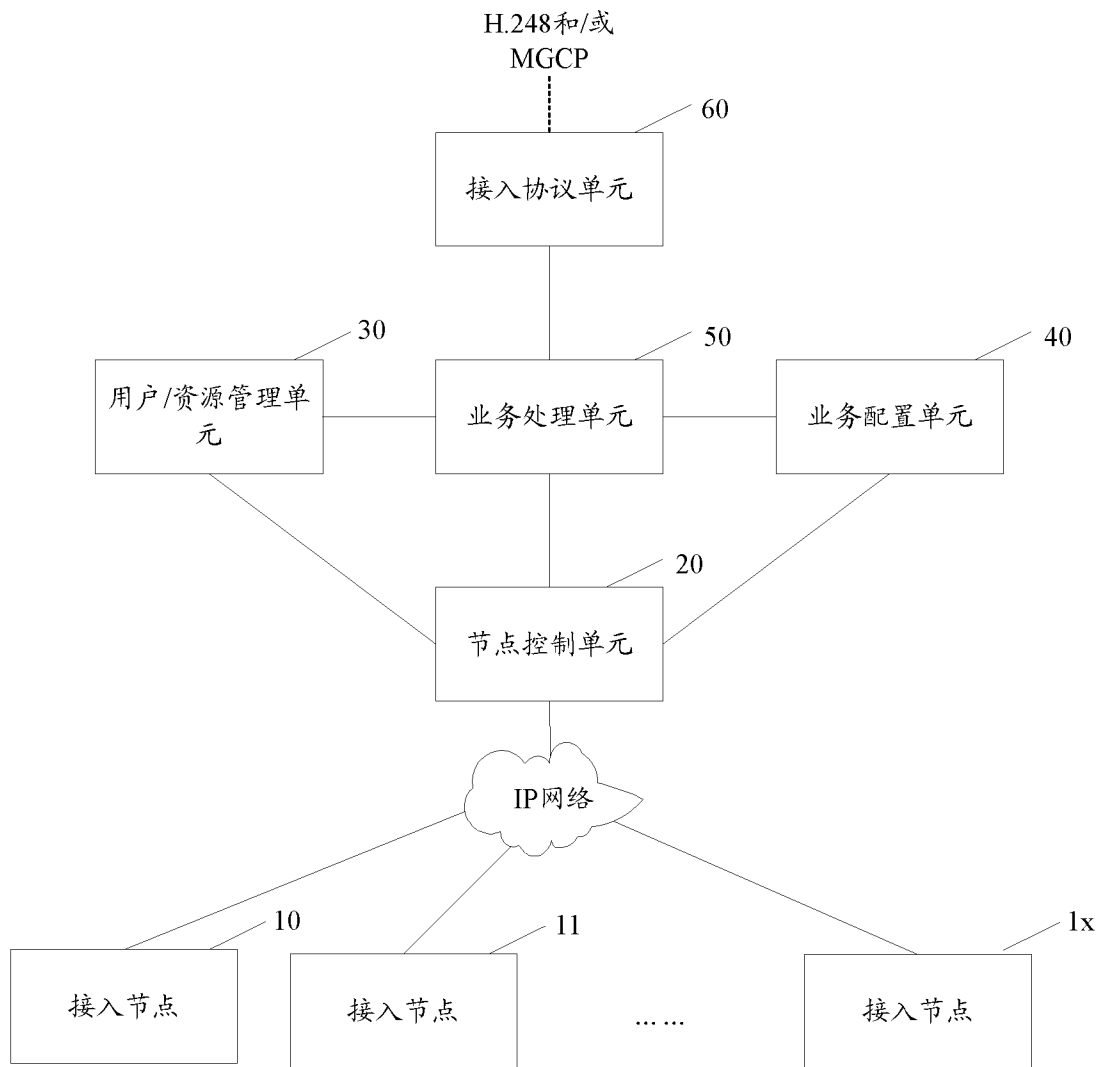 H.248和/或
MGCP
60
接入协议单元
30
50
40
用户/资源管理单
元
业务处理单元
业务配置单元
20
节点控制单元
IP网络
10
11
1x
接入节点
接入节点
... ...
接入节点